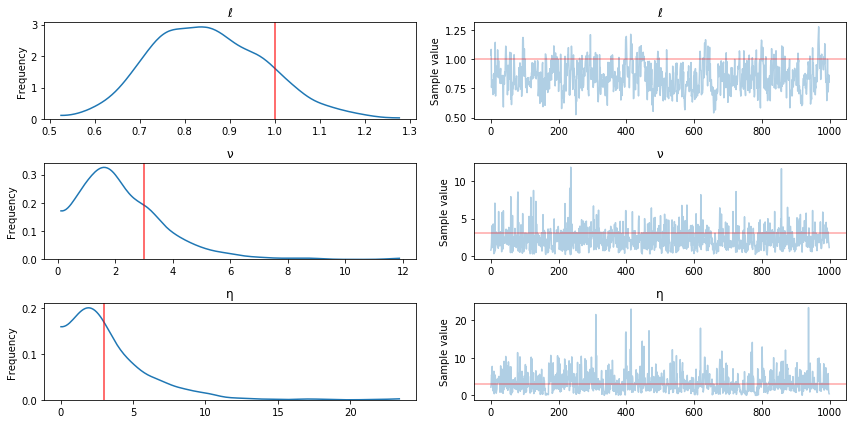 ℓ
Frequency
3
2
1
0
0.5 0.6 0.7 0.8 0.9 1.0 1.1 1.2 1.3
ℓ
Sample value
1.25
1.00
0.75
0.50
0 200 400 600 800 1000
ν
Frequency
0.3
0.2
0.1
0.0
0 2 4 6 8 10 12
ν
Sample value
10
5
0
0 200 400 600 800 1000
η
Frequency
0.2
0.1
0.0
0 5 10 15 20
η
Sample value
20
10
0
0 200 400 600 800 1000